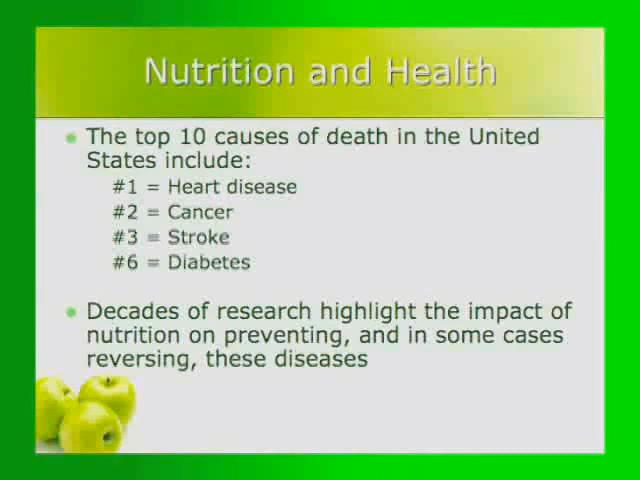 Nutrition and Health
The top 10 causes of death in the United
States include:
#1 = Heart disease
#2 = Cancer
#3 = Stroke
#6 = Diabetes
Decades of research highlight the impact of
nutrition on preventing, and in some cases
reversing, these diseases